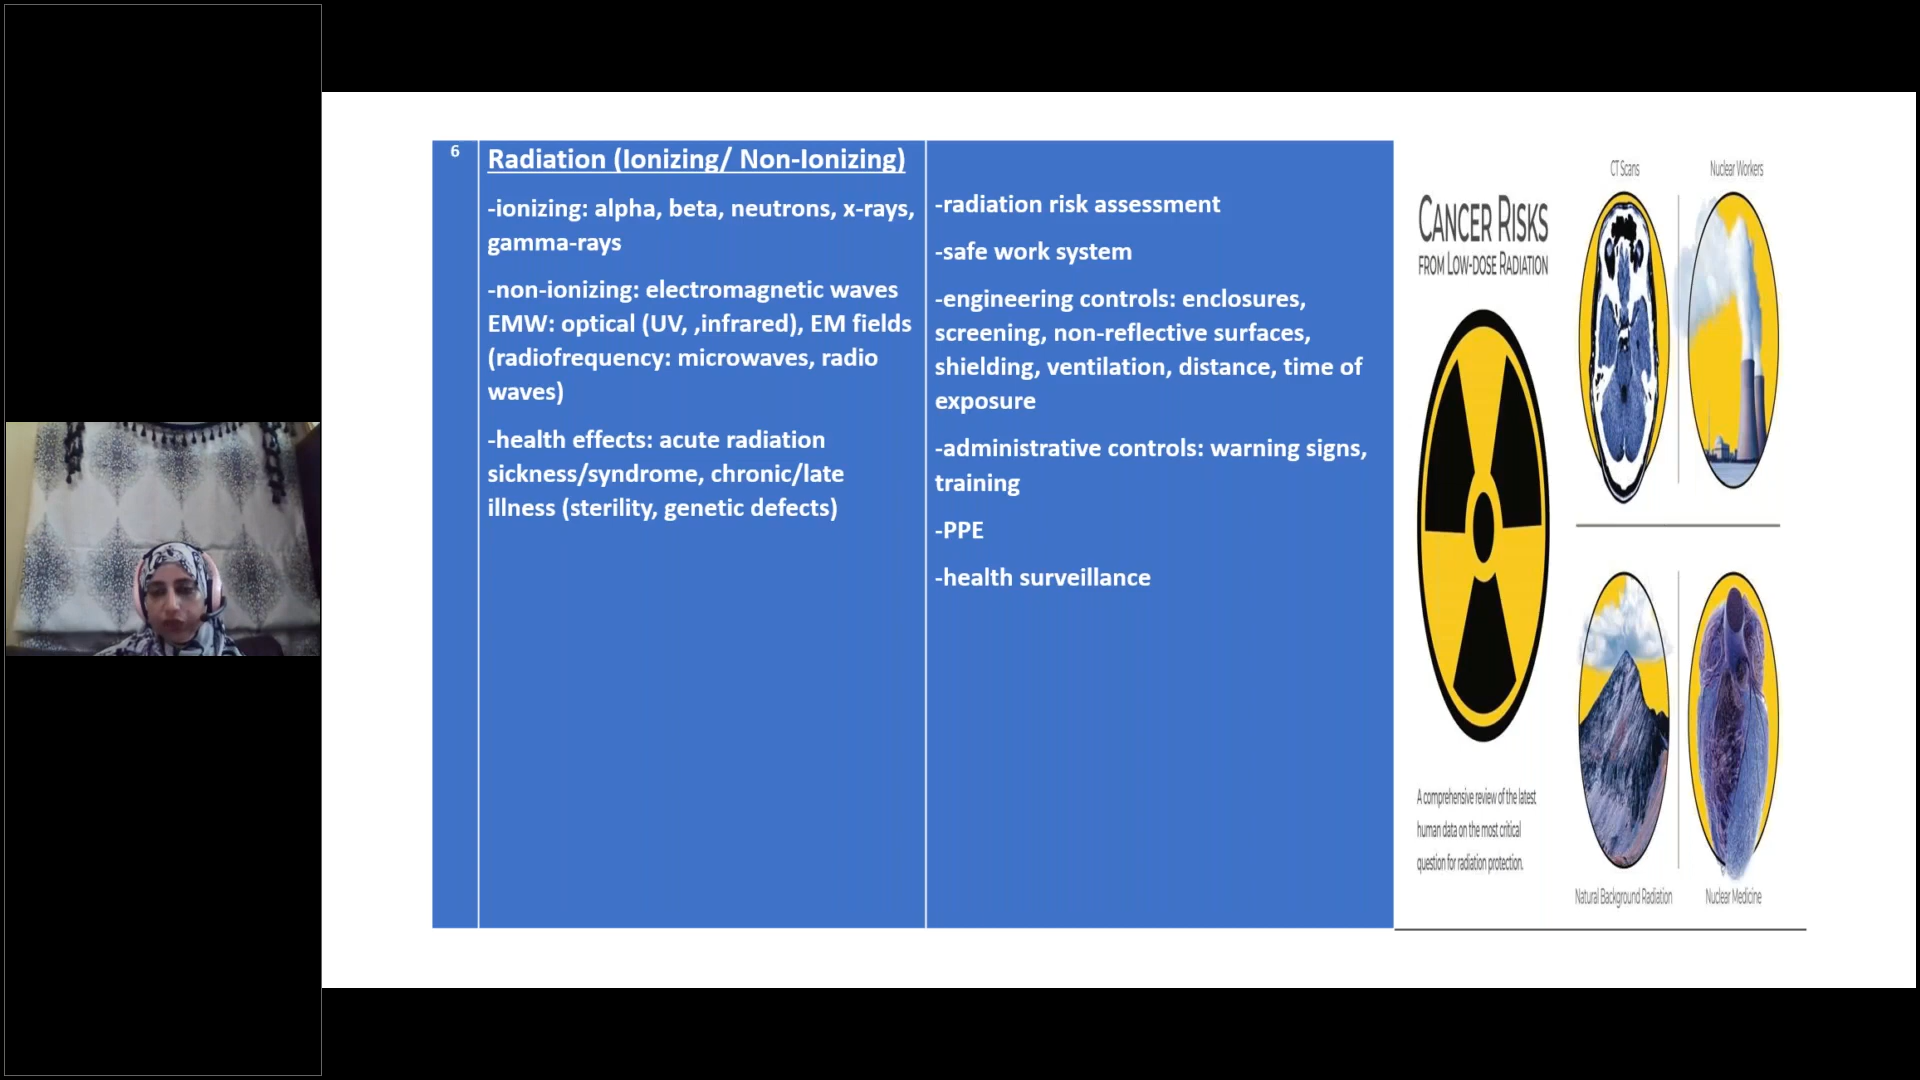 6
Radiation (Ionizing/ Non-Ionizing)
-ionizing: alpha, beta, neutrons, x-rays,
gamma-rays
-non-ionizing: electromagnetic waves
EMW: optical (UV, ,infrared), EM fields
(radiofrequency: microwaves, radio
waves)
-health effects: acute radiation
sickness/syndrome, chronic/late
illness (sterility, genetic defects)
-radiation risk assessment
-safe work system
-engineering controls: enclosures,
screening, non-reflective surfaces,
shielding, ventilation, distance, time of
exposure
-administrative controls: warning signs,
training
-PPE
-health surveillance
CANCER RISKS
FROM LOW-DOSE RADIATION
A comprehensive review of the latest
human data on the most critical
question for radiation protection.
CT Scans
Nuclear Workers
Natural Background Radiation
Nuclear Medicine